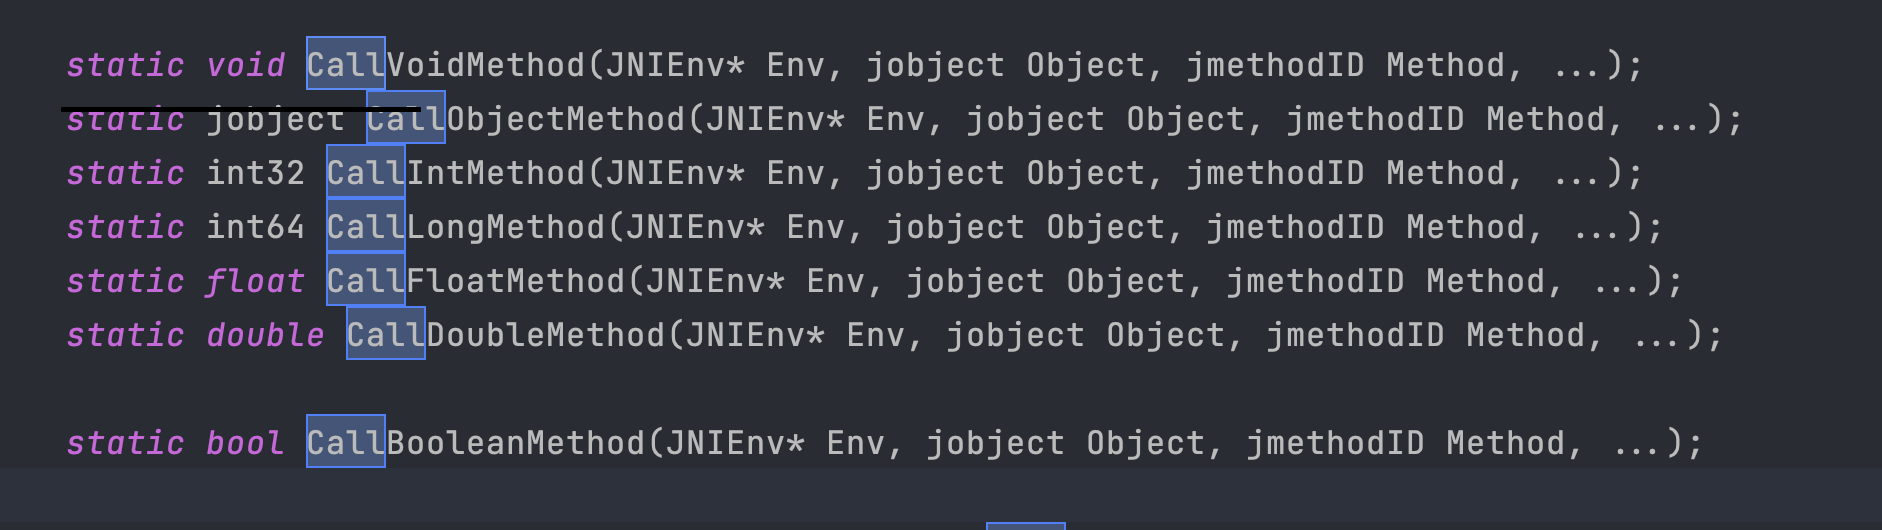 static void CallVoidMethod(JNIEnv* Env, jobject Object, jmethodID Method, ...);
static jobject CallObjectMethod(JNIEnv* Env, jobject Object, jmethodID Method, ...);
static int32 CallIntMethod(JNIEnv* Env, jobject Object, jmethodID Method, ...);
static int64 CallLongMethod(JNIEnv* Env, jobject Object, jmethodID Method, ...);
static float CallFloatMethod(JNIEnv* Env, jobject Object, jmethodID Method, ...);
static double CallDoubleMethod(JNIEnv* Env, jobject Object, jmethodID Method, ...);
static bool CallBooleanMethod(JNIEnv* Env, jobject Object, jmethodID Method, ...);